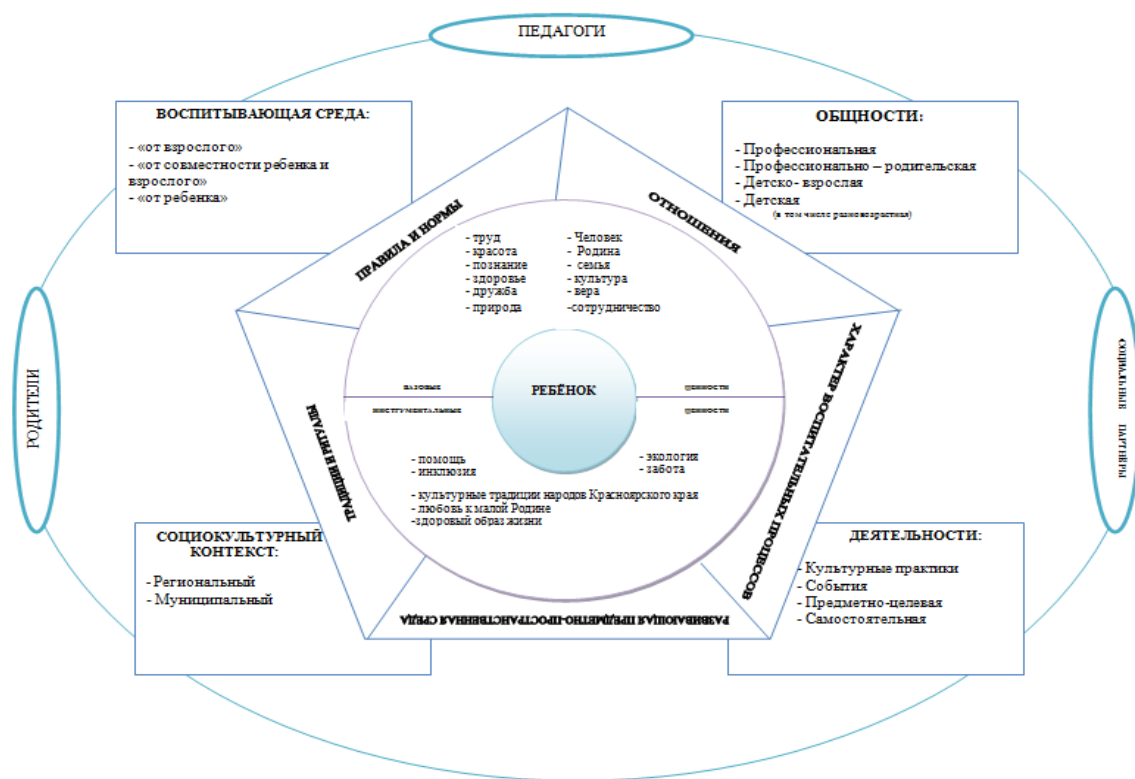 ПЕДАГОГИ
ВОСПИТЫВАЮЩАЯ СРЕДА:
- «от взрослого»
- «от совместности ребенка и
взрослого»
- «от ребенка»
ОБЩНОСТИ:
- Профессиональная
- Профессионально – родительская
- Детско- взрослая
- Детская
(в том числе разновозрастная)
ПРАВИЛА И НОРМЫ
ОТНОШЕНИЯ
- труд
- красота
- познание
- здоровье
- дружба
- природа
- Человек
- Родина
- семья
- культура
- вера
-сотрудничество
РОДИТЕЛИ
СОЦИАЛЬНЫЕ ПАРТНЁРЫ
ХАРАКТЕР ВОСПИТАТЕЛЬНЫХ ПРОЦЕССОВ
ТРАДИЦИИ И РИТУАЛЫ
РЕБЁНОК
БАЗОВЫЕ
ЦЕННОСТИ
ИНСТРУМЕНТАЛЬНЫЕ
ЦЕННОСТИ
- помощь
- инклюзия
- экология
- забота
- культурные традиции народов Красноярского края
- любовь к малой Родине
-здоровый образ жизни
СОЦИОКУЛЬТУРНЫЙ
КОНТЕКСТ:
- Региональный
- Муниципальный
ДЕЯТЕЛЬНОСТИ:
- Культурные практики
- События
- Предметно-целевая
- Самостоятельная
РАЗВИВАЮЩАЯ ПРЕДМЕТНО-ПРОСТРАНСТВЕННАЯ СРЕДА